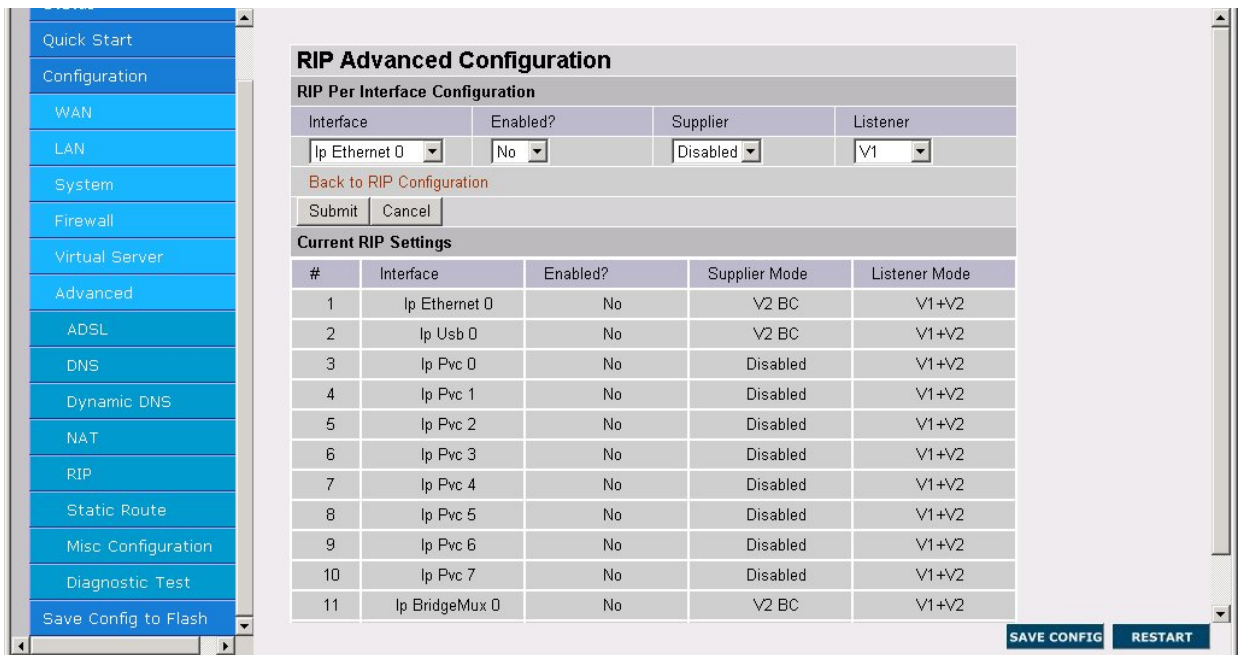 Quick Start
Configuration
WAN
LAN
System
Firewall
Virtual Server
Advanced
ADSL
DNS
Dynamic DNS
NAT
RIP
Static Route
Misc Configuration
Diagnostic Test
Save Config to Flash
RIP Advanced Configuration
RIP Per Interface Configuration
Interface Enabled? Supplier Listener
Ip Ethernet 0 No Disabled V1
Back to RIP Configuration
Submit Cancel
Current RIP Settings
# Interface Enabled? Supplier Mode Listener Mode
1 Ip Ethernet 0 No V2 BC V1+V2
2 Ip Usb 0 No V2 BC V1+V2
3 Ip Pvc 0 No Disabled V1+V2
4 Ip Pvc 1 No Disabled V1+V2
5 Ip Pvc 2 No Disabled V1+V2
6 Ip Pvc 3 No Disabled V1+V2
7 Ip Pvc 4 No Disabled V1+V2
8 Ip Pvc 5 No Disabled V1+V2
9 Ip Pvc 6 No Disabled V1+V2
10 Ip Pvc 7 No Disabled V1+V2
11 Ip BridgeMux 0 No V2 BC V1+V2
SAVE CONFIG RESTART